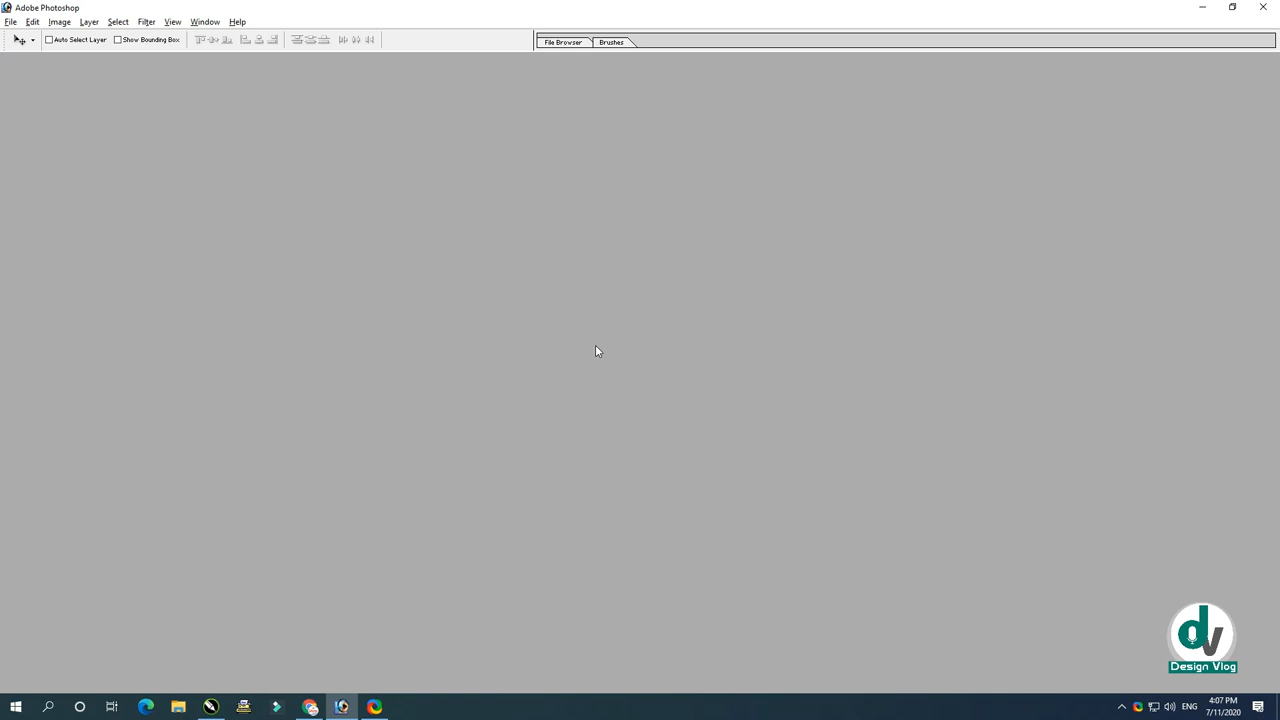 Adobe Photoshop
File Edit Image Layer Select Filter View Window Help
Auto Select Layer Show Bounding Box File Browser Brushes
dv
Design Vlog
ENG
4:07 PM
7/11/2020